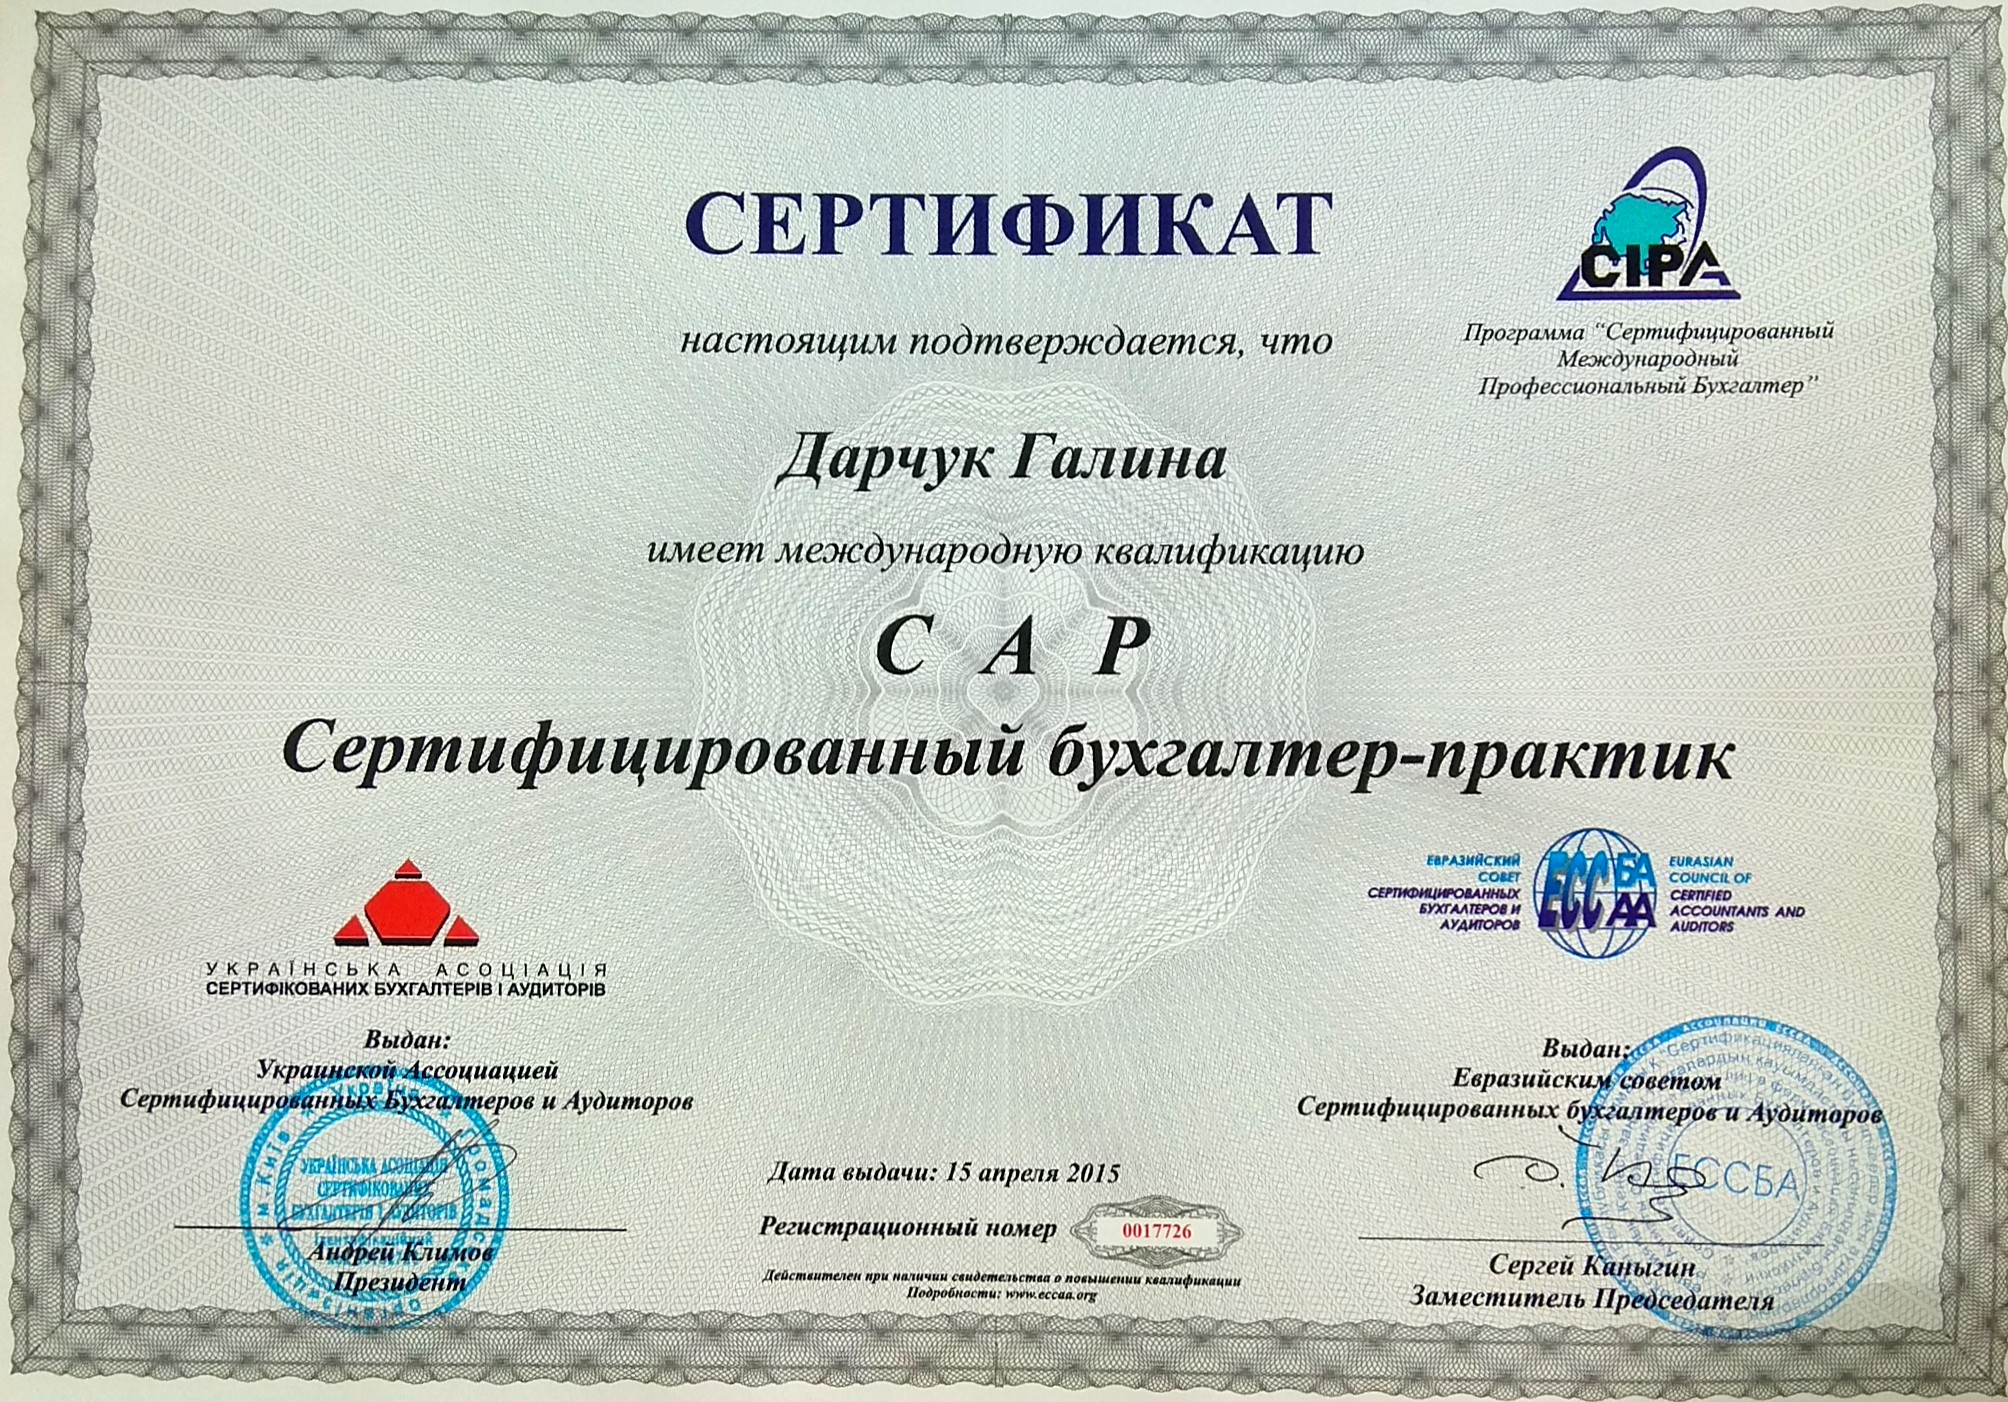 СЕРТИФИКАТ
CIPA
Программа “Сертифицированный
Международный
Профессиональный Бухгалтер”
настоящим подтверждается, что
Дарчук Галина
имеет международную квалификацию
C A P
Сертифицированный бухгалтер-практик
УКРАЇНСЬКА АСОЦІАЦІЯ
СЕРТИФІКОВАНИХ БУХГАЛТЕРІВ І АУДИТОРІВ
Выдан:
Украинской Ассоциацией
Сертифицированных Бухгалтеров и Аудиторов
УКРАЇНСЬКА АСОЦІАЦІЯ
СЕРТИФІКОВАНИХ
БУХГАЛТЕРІВ І АУДИТОРІВ
м. Київ
Андрей Климов
Президент
Дата выдачи: 15 апреля 2015
Регистрационный номер 0017726
Действителен при наличии свидетельства о повышении квалификации
Подробности: www.eccaa.org
ЕВРАЗИЙСКИЙ
СОВЕТ
СЕРТИФИЦИРОВАННЫХ
БУХГАЛТЕРОВ И
АУДИТОРОВ
ECC БА
АА
EURASIAN
COUNCIL OF
CERTIFIED
ACCOUNTANTS AND
AUDITORS
Выдан:
Евразийским советом
Сертифицированных бухгалтеров и Аудиторов
ЕССБА
Сергей Каныгин
Заместитель Председателя